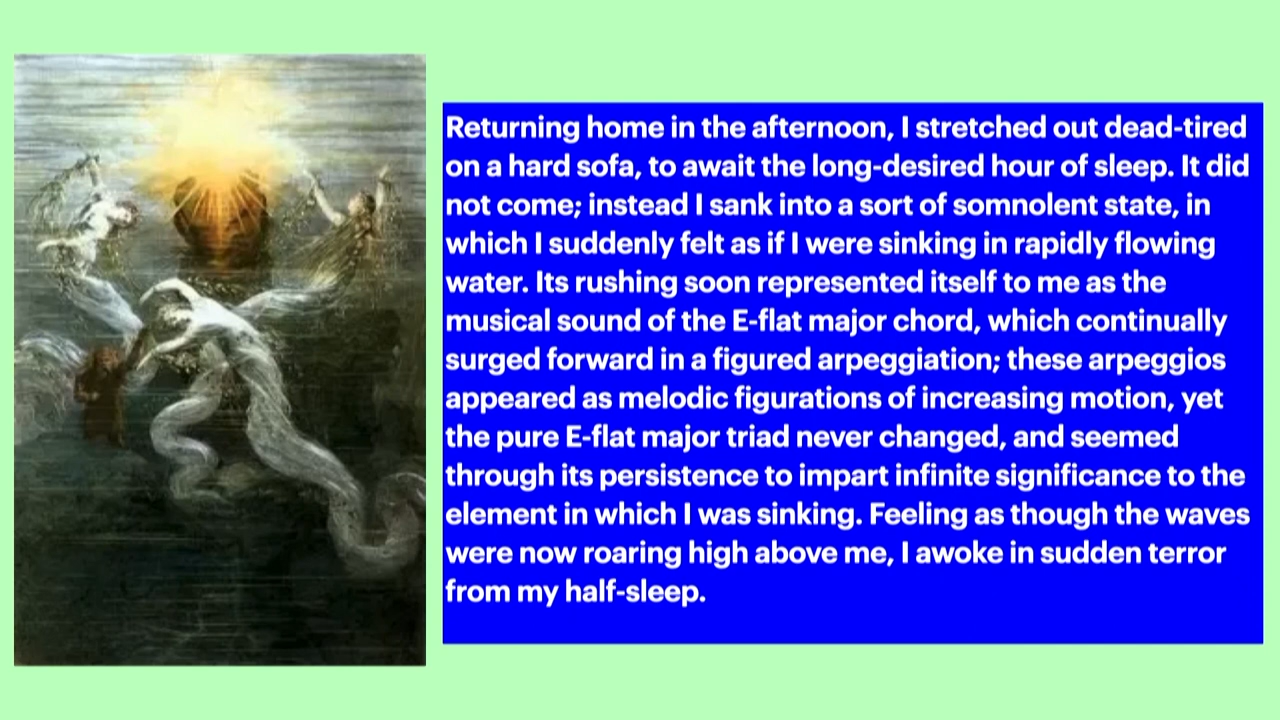 Returning home in the afternoon, I stretched out dead-tired
on a hard sofa, to await the long-desired hour of sleep. It did
not come; instead I sank into a sort of somnolent state, in
which I suddenly felt as if I were sinking in rapidly flowing
water. Its rushing soon represented itself to me as the
musical sound of the E-flat major chord, which continually
surged forward in a figured arpeggiation; these arpeggios
appeared as melodic figurations of increasing motion, yet
the pure E-flat major triad never changed, and seemed
through its persistence to impart infinite significance to the
element in which I was sinking. Feeling as though the waves
were now roaring high above me, I awoke in sudden terror
from my half-sleep.